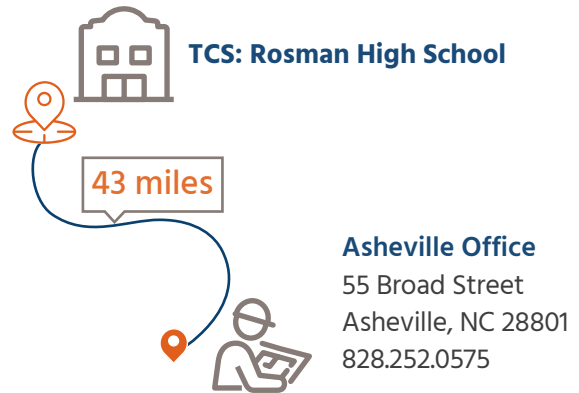 TCS: Rosman High School
43 miles
Asheville Office
55 Broad Street
Asheville, NC 28801
828.252.0575